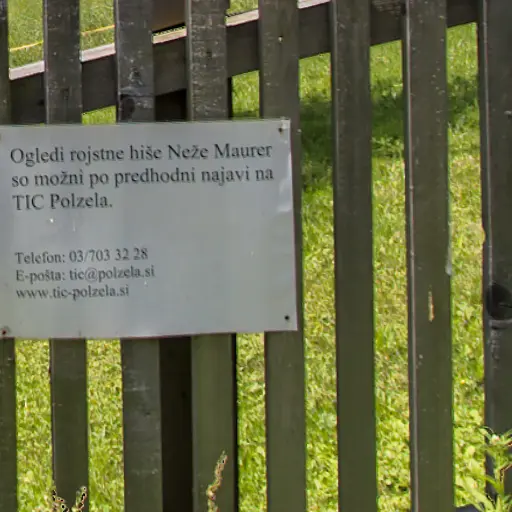 Ogledi rojstne hiše Neže Maurer
so možni po predhodni najavi na
TIC Polzela.
Telefon: 03/703 32 28
E-pošta: tic@polzela.si
www.tic-polzela.si